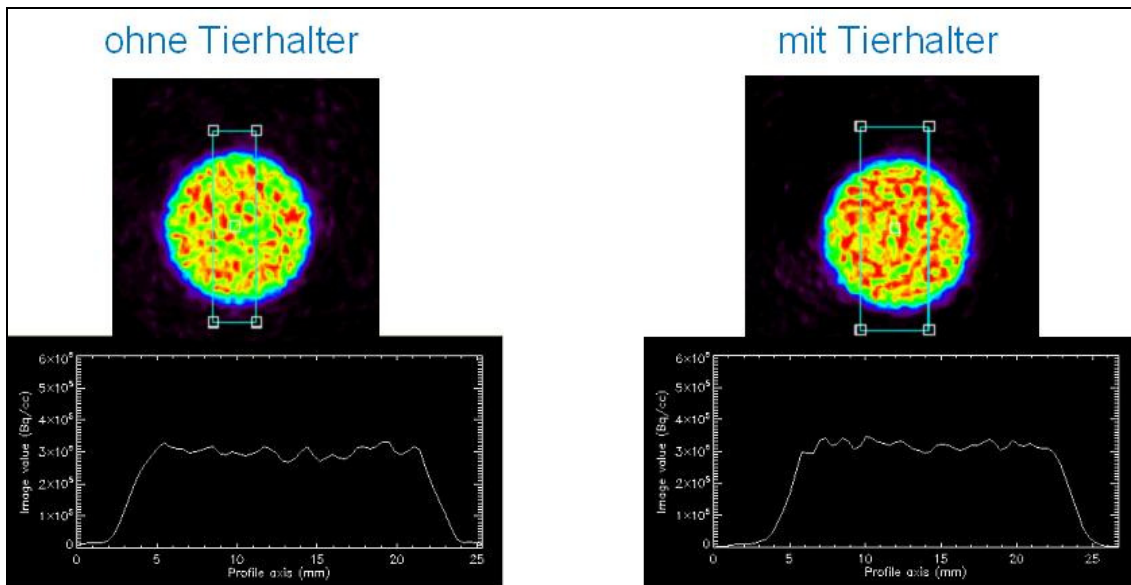 ohne Tierhalter
mit Tierhalter
Image value (Bq/cc)
6×10⁵
5×10⁵
4×10⁵
3×10⁵
2×10⁵
1×10⁵
0
0 5 10 15 20 25
Profile axis (mm)
Image value (Bq/cc)
6×10⁵
5×10⁵
4×10⁵
3×10⁵
2×10⁵
1×10⁵
0
0 5 10 15 20 25
Profile axis (mm)